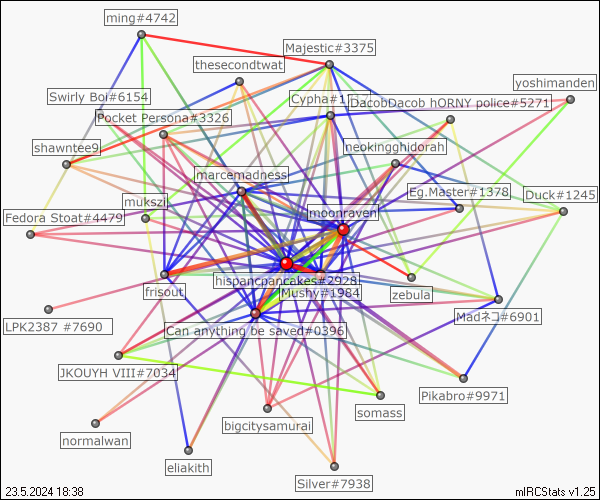 ming#4742
Majestic#3375
thesecondtwat
yoshimanden
Swirly Boi#6154
Cypha#1
DacobDacob hORNY police#5271
Pocket Persona#3326
shawntee9
neokingghidorah
marcemadness
Eg.Master#1378
Duck#1245
mukszi
moonraven
Fedora Stoat#4479
hispanicpancakes#2928
frisout
Mushy#1984
zebula
LPK2387 #7690
Madネコ#6901
Can anything be saved#0396
JKOUYH VIII#7034
Pikabro#9971
somass
bigcitysamurai
normalwan
eliakith
Silver#7938
23.5.2024 18:38
mIRCStats v1.25